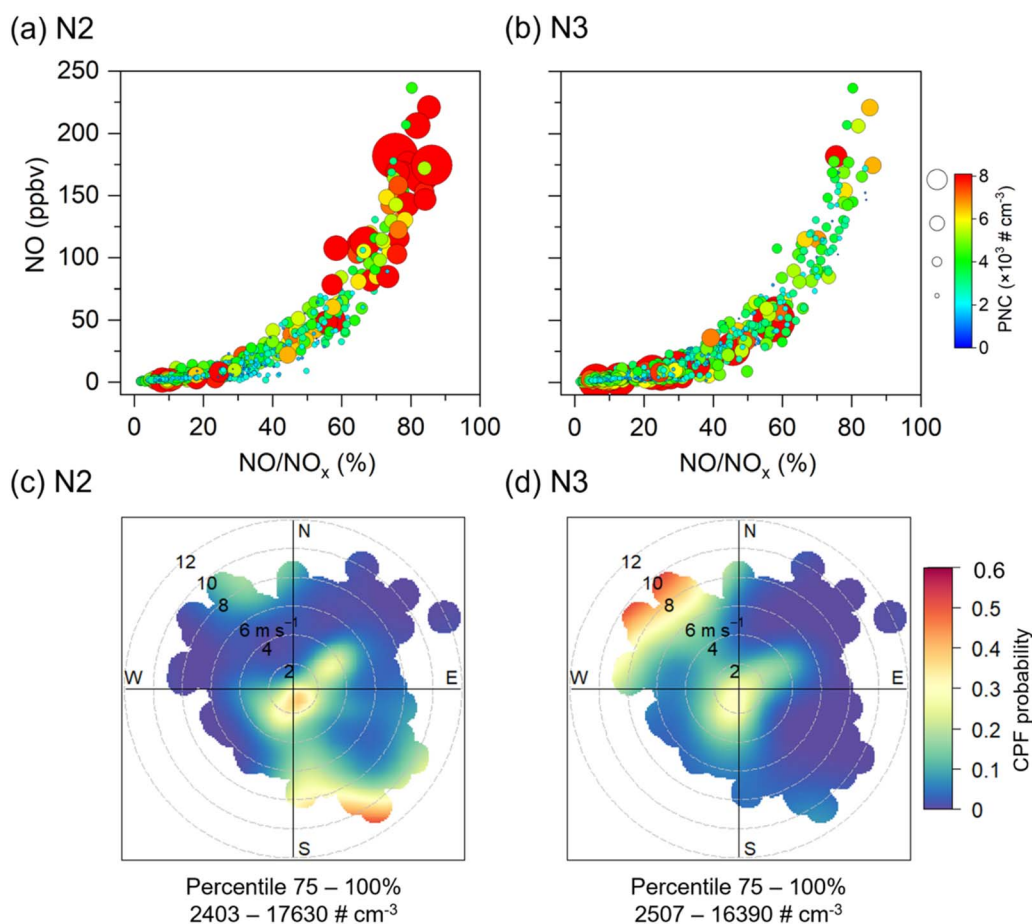 (a) N2
(b) N3
250
200
150
100
50
0
NO (ppbv)
0 20 40 60 80 100
0 20 40 60 80 100
NO/NOₓ (%)
NO/NOₓ (%)
8
6
4
2
0
PNC (×10³ # cm⁻³)
(c) N2
(d) N3
N
12
10
8
6 m s⁻¹
4
2
W
E
S
N
12
10
8
6 m s⁻¹
4
2
W
E
S
0.6
0.5
0.4
0.3
0.2
0.1
0
CPF probability
Percentile 75 – 100%
2403 – 17630 # cm⁻³
Percentile 75 – 100%
2507 – 16390 # cm⁻³